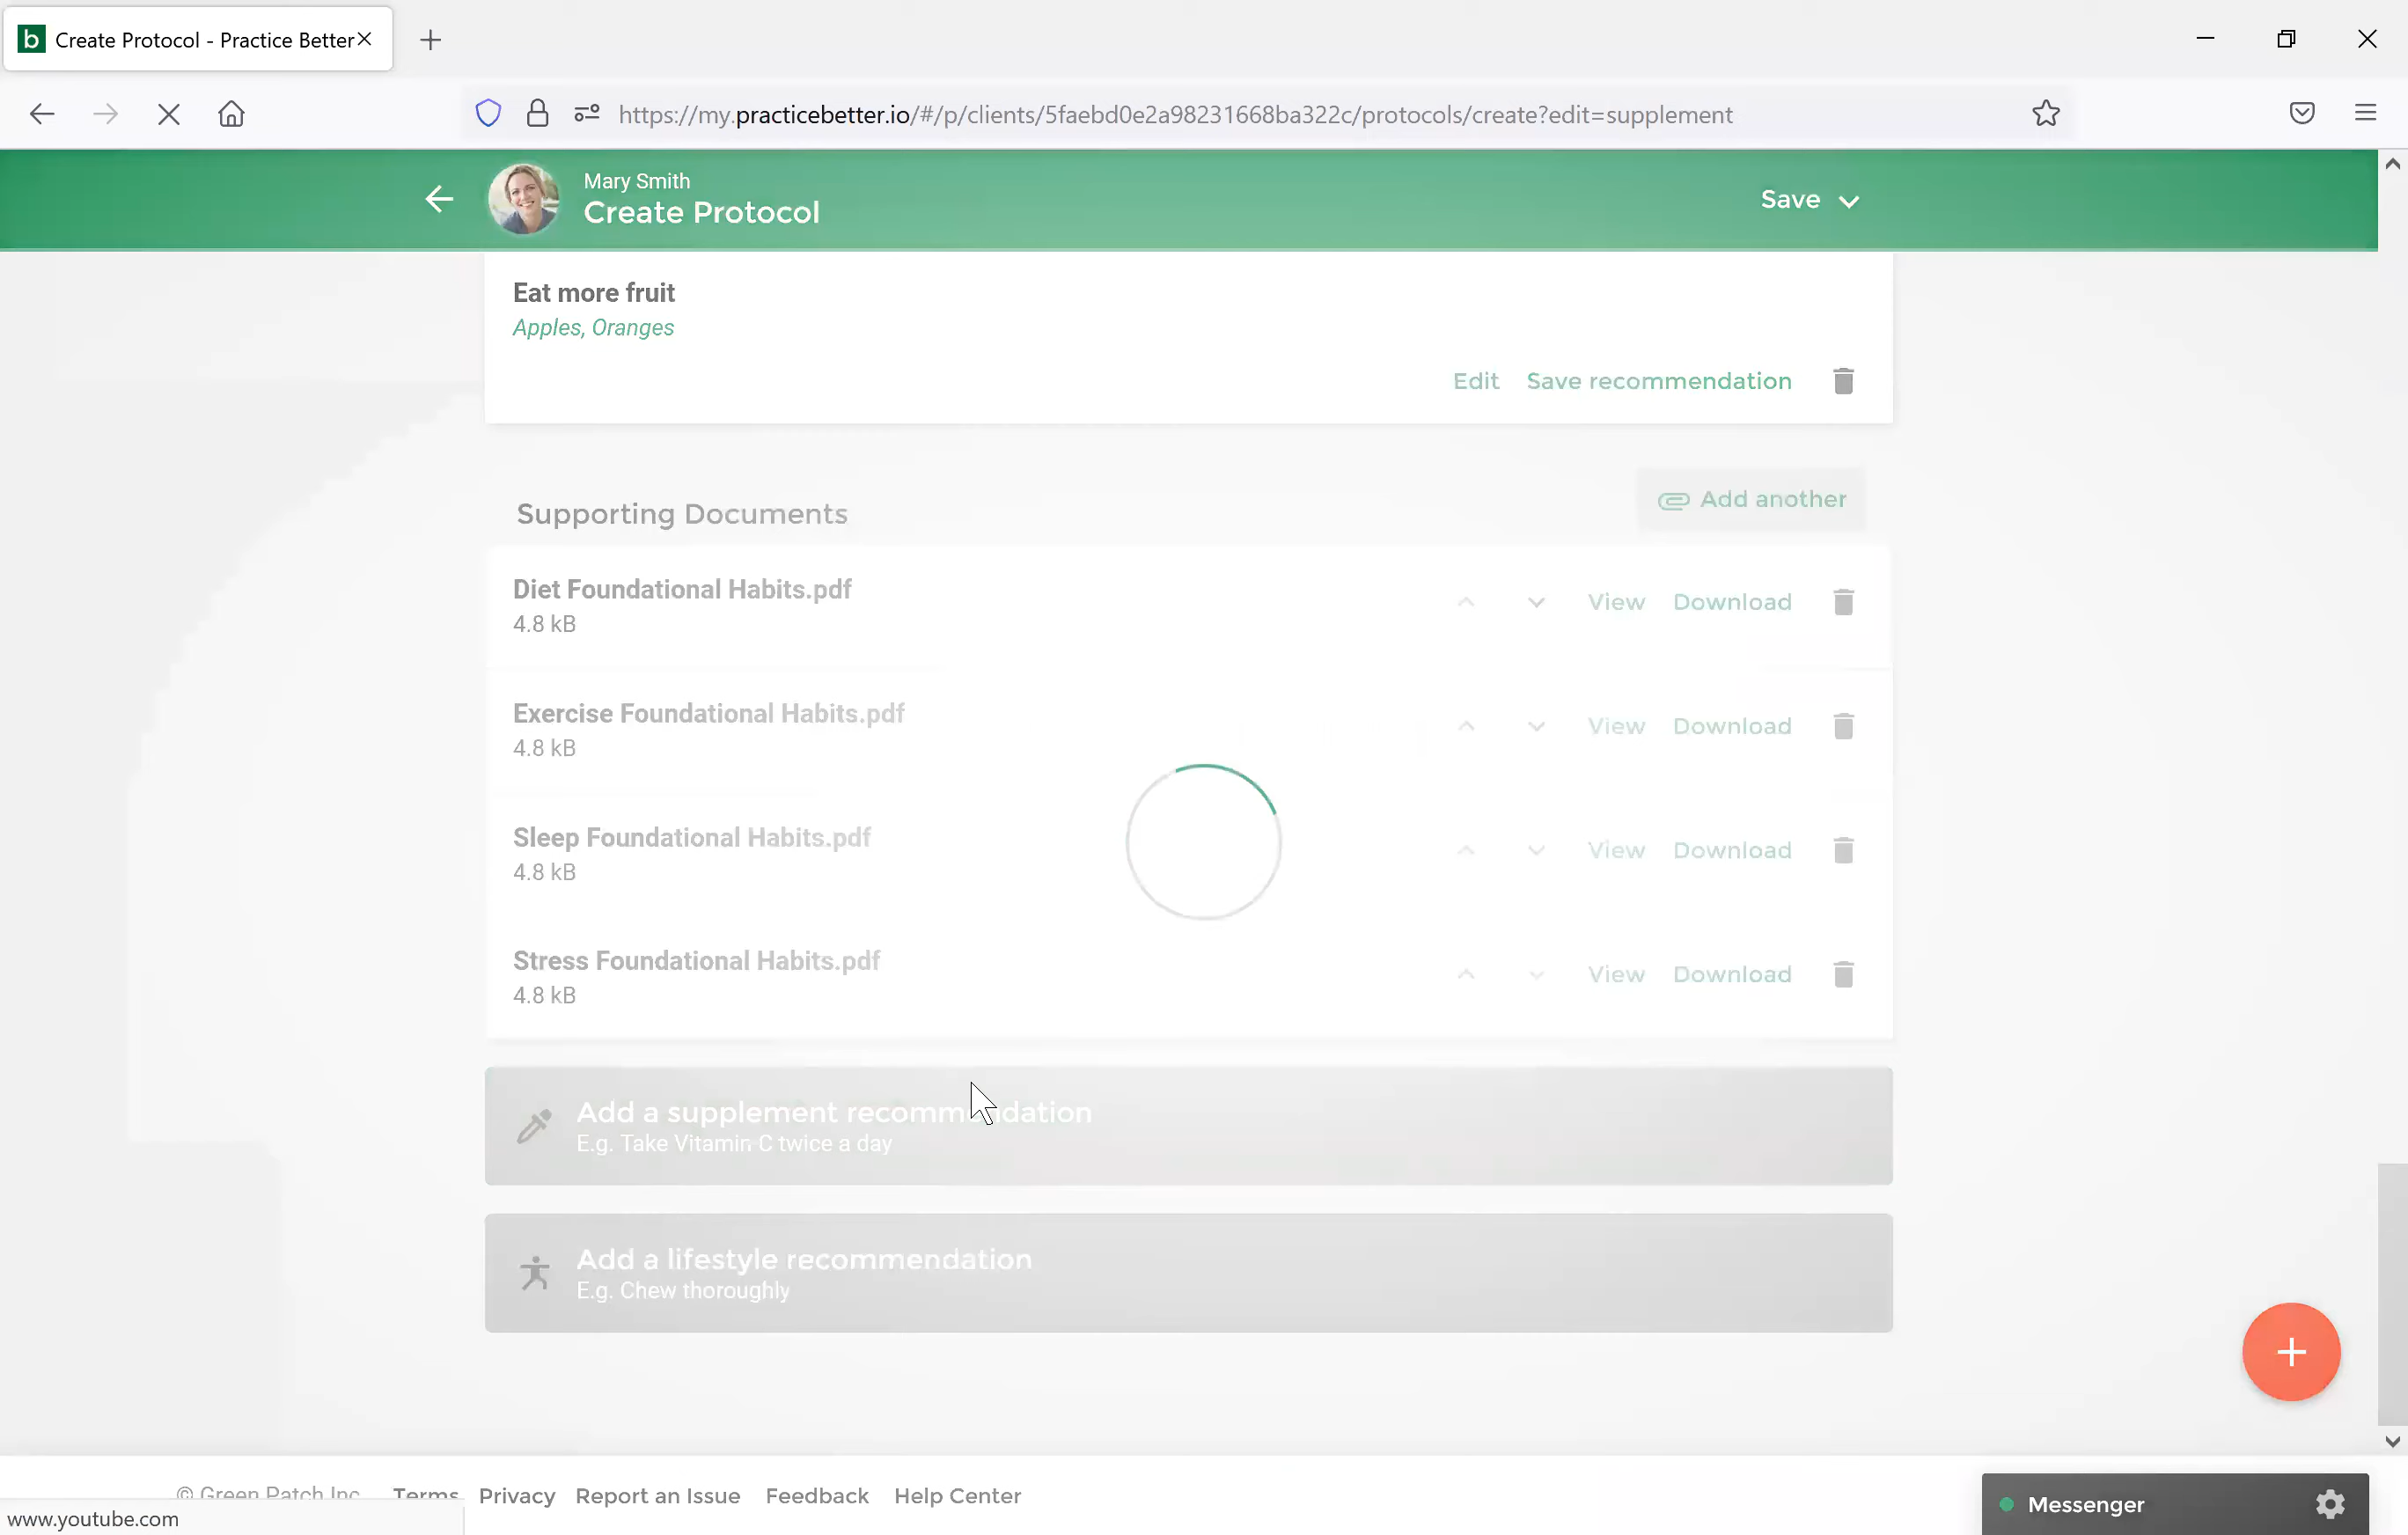 Create Protocol - Practice Better
https://my.practicebetter.io/#/p/clients/5faebd0e2a98231668ba322c/protocols/create?edit=supplement
Mary Smith
Create Protocol
Save
Eat more fruit
Apples, Oranges
Edit Save recommendation
Supporting Documents
Add another
Diet Foundational Habits.pdf
4.8 kB
View Download
Exercise Foundational Habits.pdf
4.8 kB
View Download
Sleep Foundational Habits.pdf
4.8 kB
View Download
Stress Foundational Habits.pdf
4.8 kB
View Download
Add a supplement recommendation
E.g. Take Vitamin C twice a day
Add a lifestyle recommendation
E.g. Chew thoroughly
© Green Patch Inc Terms Privacy Report an Issue Feedback Help Center
www.youtube.com
Messenger